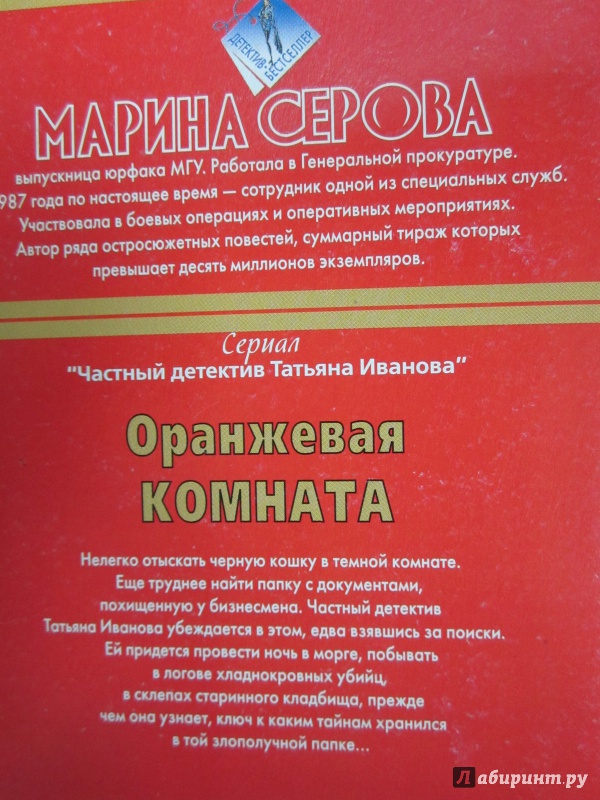 ДЕТЕКТИВ-
БЕСТСЕЛЛЕР
МАРИНА СЕРОВА
выпускница юрфака МГУ. Работала в Генеральной прокуратуре.
987 года по настоящее время — сотрудник одной из специальных служб.
Участвовала в боевых операциях и оперативных мероприятиях.
Автор ряда остросюжетных повестей, суммарный тираж которых
превышает десять миллионов экземпляров.
Сериал
"Частный детектив Татьяна Иванова"
Оранжевая
КОМНАТА
Нелегко отыскать черную кошку в темной комнате.
Еще труднее найти папку с документами,
похищенную у бизнесмена. Частный детектив
Татьяна Иванова убеждается в этом, едва взявшись за поиски.
Ей придется провести ночь в морге, побывать
в логове хладнокровных убийц,
в склепах старинного кладбища, прежде
чем она узнает, ключ к каким тайнам хранился
в той злополучной папке...
Лабиринт.ру